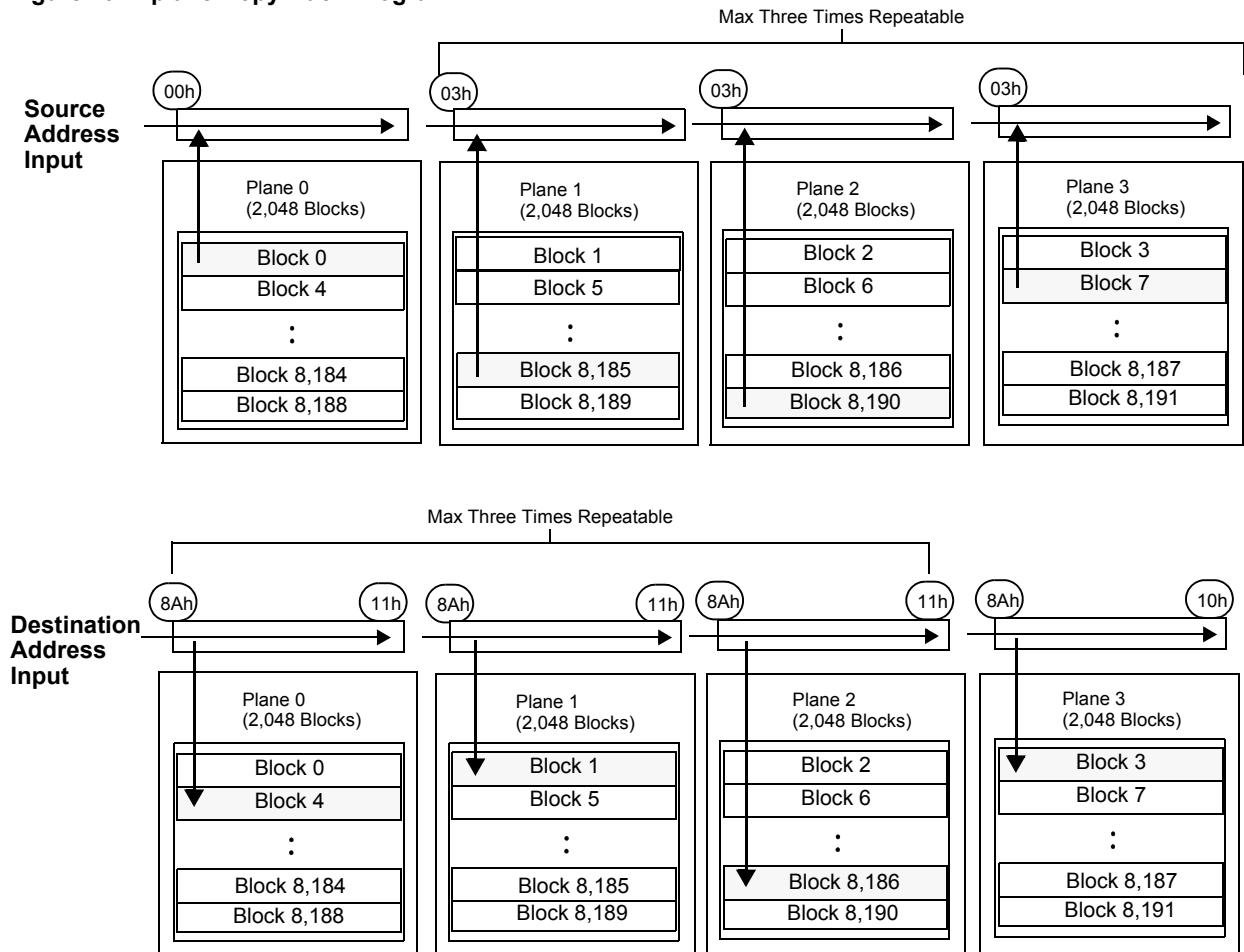 Max Three Times Repeatable
00h 03h 03h 03h
Source
Address
Input
Plane 0
(2,048 Blocks)
Block 0
Block 4
:
Block 8,184
Block 8,188
Plane 1
(2,048 Blocks)
Block 1
Block 5
:
Block 8,185
Block 8,189
Plane 2
(2,048 Blocks)
Block 2
Block 6
:
Block 8,186
Block 8,190
Plane 3
(2,048 Blocks)
Block 3
Block 7
:
Block 8,187
Block 8,191
Max Three Times Repeatable
8Ah 11h 8Ah 11h 8Ah 11h 8Ah 10h
Destination
Address
Input
Plane 0
(2,048 Blocks)
Block 0
Block 4
:
Block 8,184
Block 8,188
Plane 1
(2,048 Blocks)
Block 1
Block 5
:
Block 8,185
Block 8,189
Plane 2
(2,048 Blocks)
Block 2
Block 6
:
Block 8,186
Block 8,190
Plane 3
(2,048 Blocks)
Block 3
Block 7
:
Block 8,187
Block 8,191